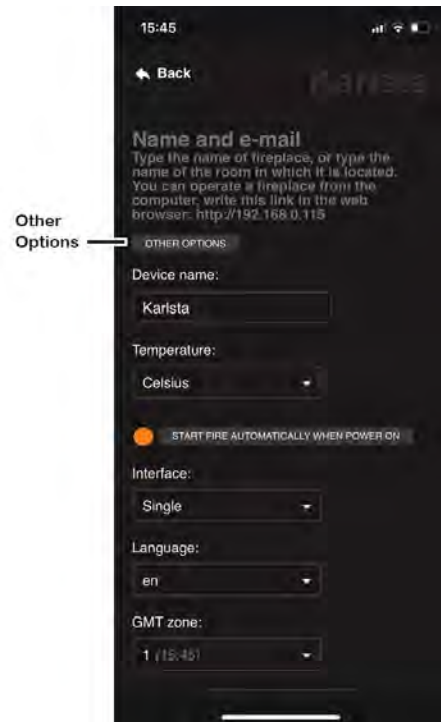 15:45
Back
Karlsta
Name and e-mail
Type the name of fireplace, or type the
name of the room in which it is located.
You can operate a fireplace from the
computer, write this link in the web
browser: http://192.168.0.115
Other
Options
OTHER OPTIONS
Device name:
Karlsta
Temperature:
Celsius
START FIRE AUTOMATICALLY WHEN POWER ON
Interface:
Single
Language:
en
GMT zone:
1 (15:45)